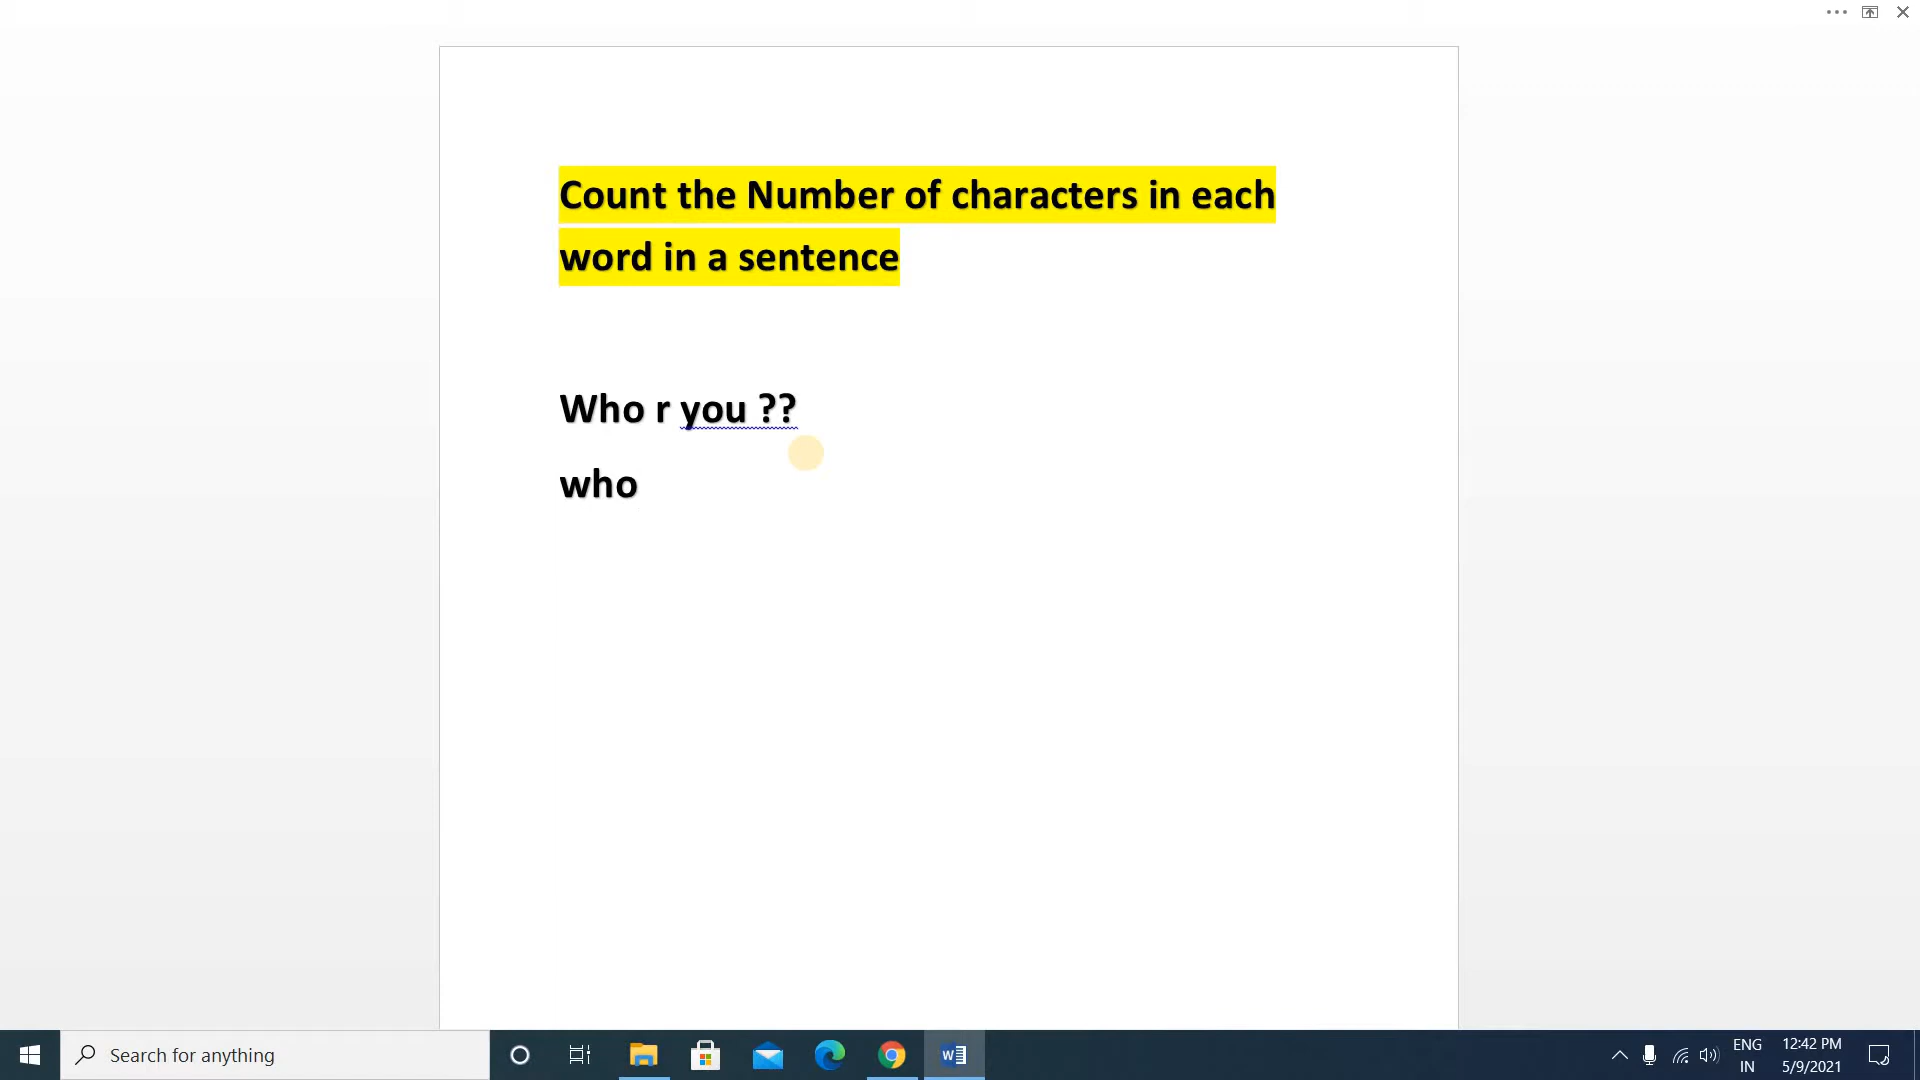 Count the Number of characters in each
word in a sentence
Who r you ??
who
Search for anything
ENG
IN
12:42 PM
5/9/2021